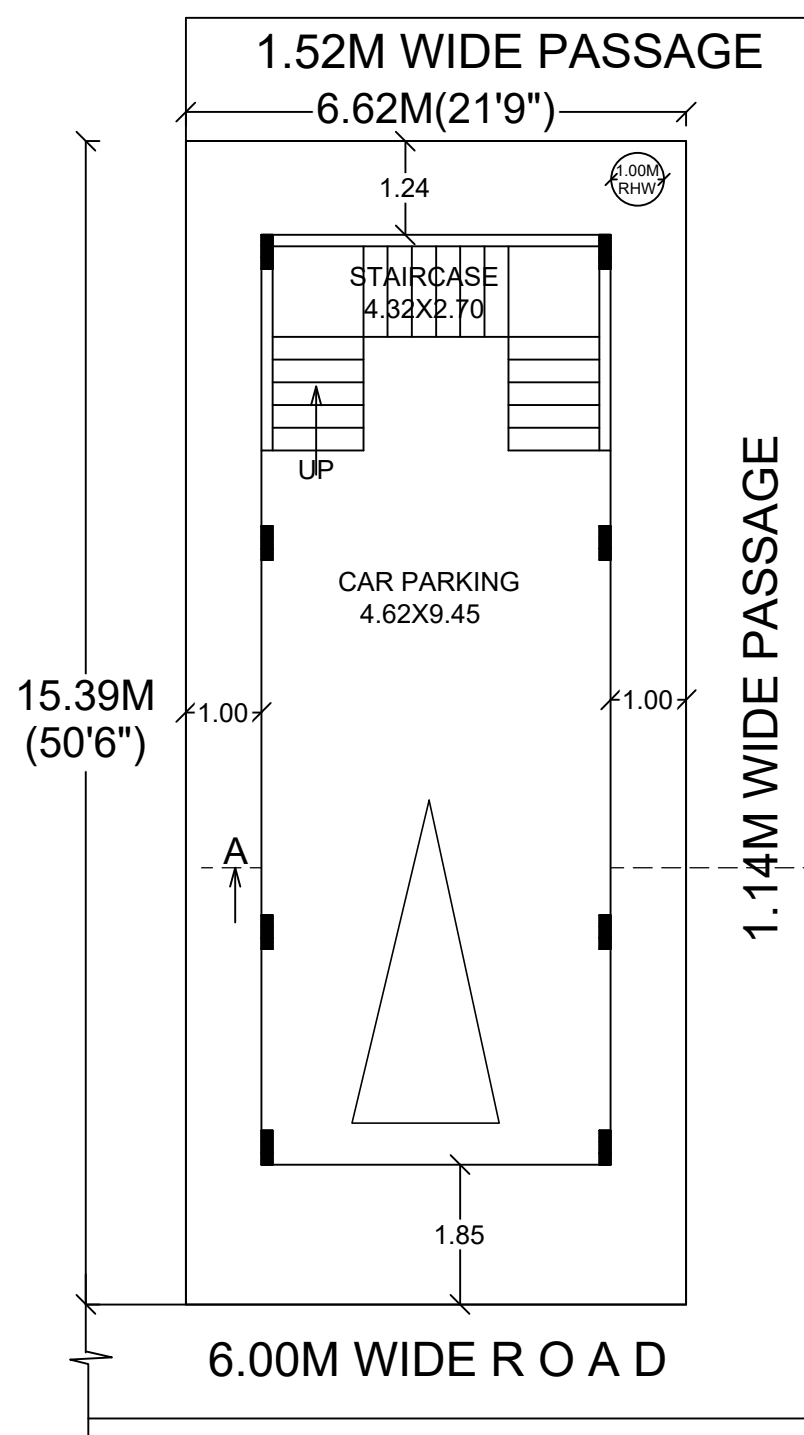 1.52M WIDE PASSAGE
6.62M(21'9")
1.24
1.00M
RHW
STAIRCASE
4.32X2.70
UP
CAR PARKING
4.62X9.45
15.39M
(50'6")
1.00
1.00
1.14M WIDE PASSAGE
A
1.85
6.00M WIDE R O A D